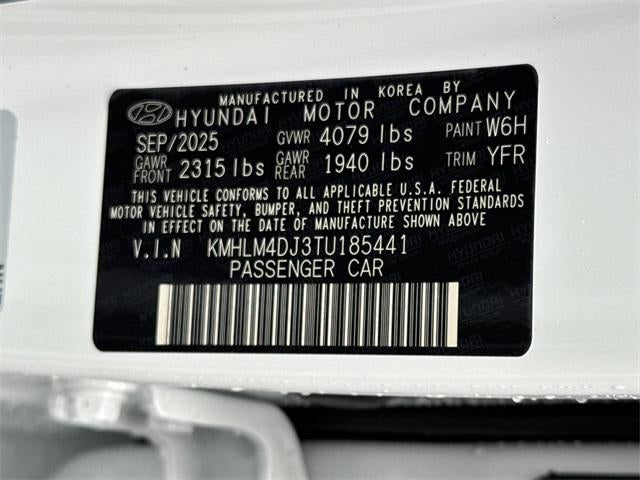 MANUFACTURED IN KOREA BY
HYUNDAI MOTOR COMPANY
SEP/2025 GVWR 4079 lbs PAINT W6H
GAWR FRONT 2315 lbs GAWR REAR 1940 lbs TRIM YFR
THIS VEHICLE CONFORMS TO ALL APPLICABLE U.S.A. FEDERAL
MOTOR VEHICLE SAFETY, BUMPER, AND THEFT PREVENTION STANDARDS
IN EFFECT ON THE DATE OF MANUFACTURE SHOWN ABOVE
V.I.N KMHLM4DJ3TU185441
PASSENGER CAR